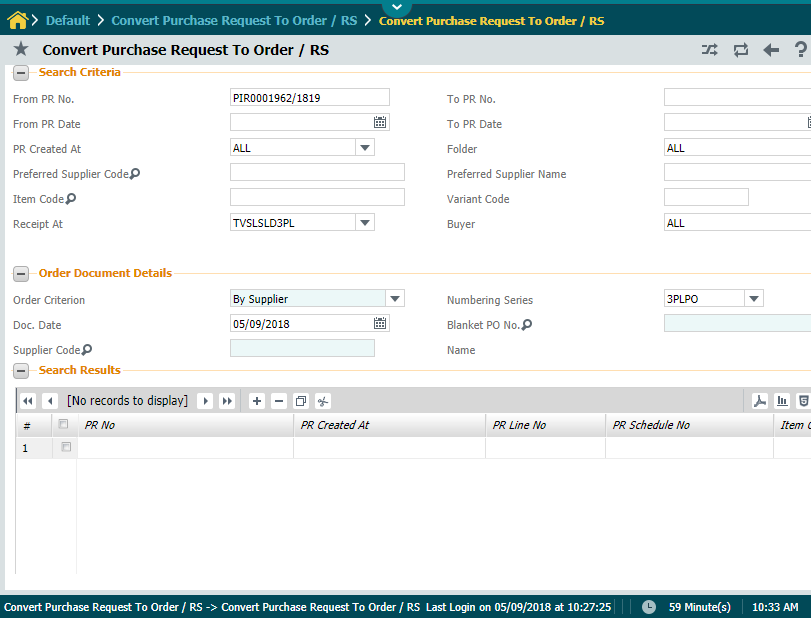 Default > Convert Purchase Request To Order / RS > Convert Purchase Request To Order / RS
Convert Purchase Request To Order / RS ?
Search Criteria
From PR No. PIR0001962/1819 To PR No.
From PR Date To PR Date
PR Created At ALL Folder ALL
Preferred Supplier Code Preferred Supplier Name
Item Code Variant Code
Receipt At TVSLSLD3PL Buyer ALL
Order Document Details
Order Criterion By Supplier Numbering Series 3PLPO
Doc. Date 05/09/2018 Blanket PO No.
Supplier Code Name
Search Results
[No records to display]
# PR No PR Created At PR Line No PR Schedule No Item
1
Convert Purchase Request To Order / RS -> Convert Purchase Request To Order / RS Last Login on 05/09/2018 at 10:27:25 59 Minute(s) 10:33 AM